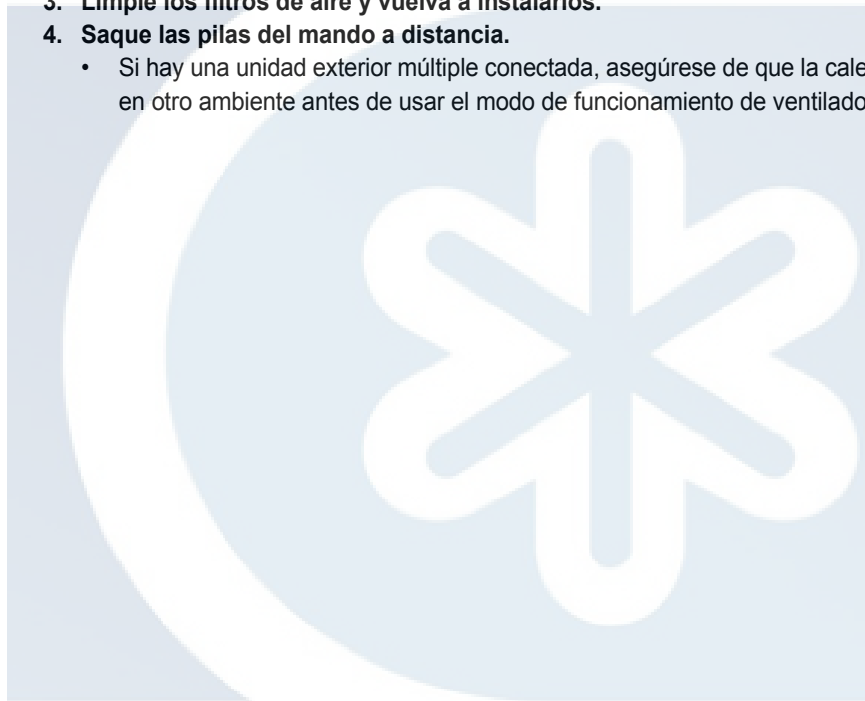 3. Limpie los filtros de aire y vuelva a instalarlos.
4. Saque las pilas del mando a distancia.
• Si hay una unidad exterior múltiple conectada, asegúrese de que la
en otro ambiente antes de usar el modo de funcionamiento de